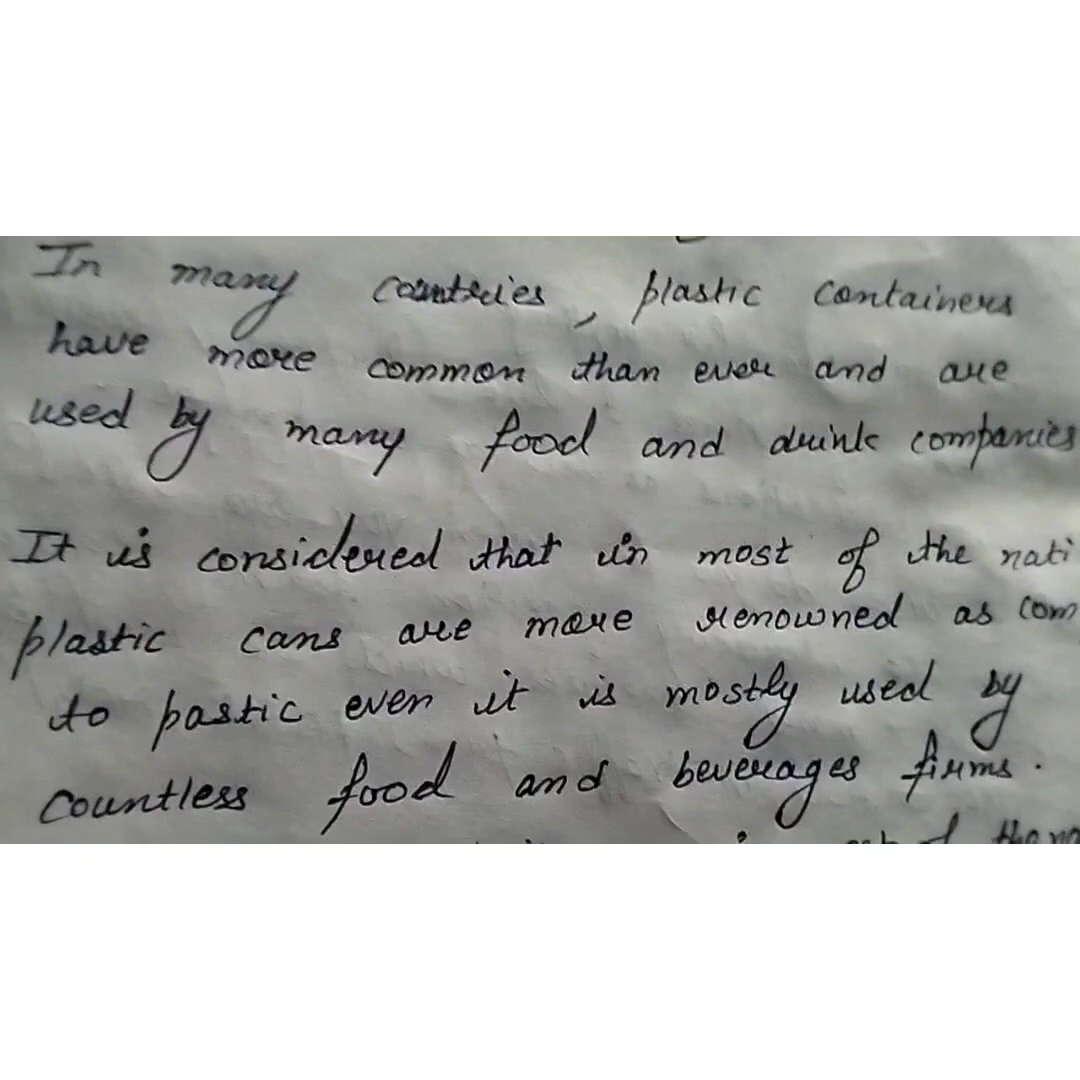 In many countries, plastic containers
have more common than ever and are
used by many food and drink companies
It is considered that in most of the nati
plastic cans are more renowned as com
to pastic even it is mostly used by
countless food and beverages firms.